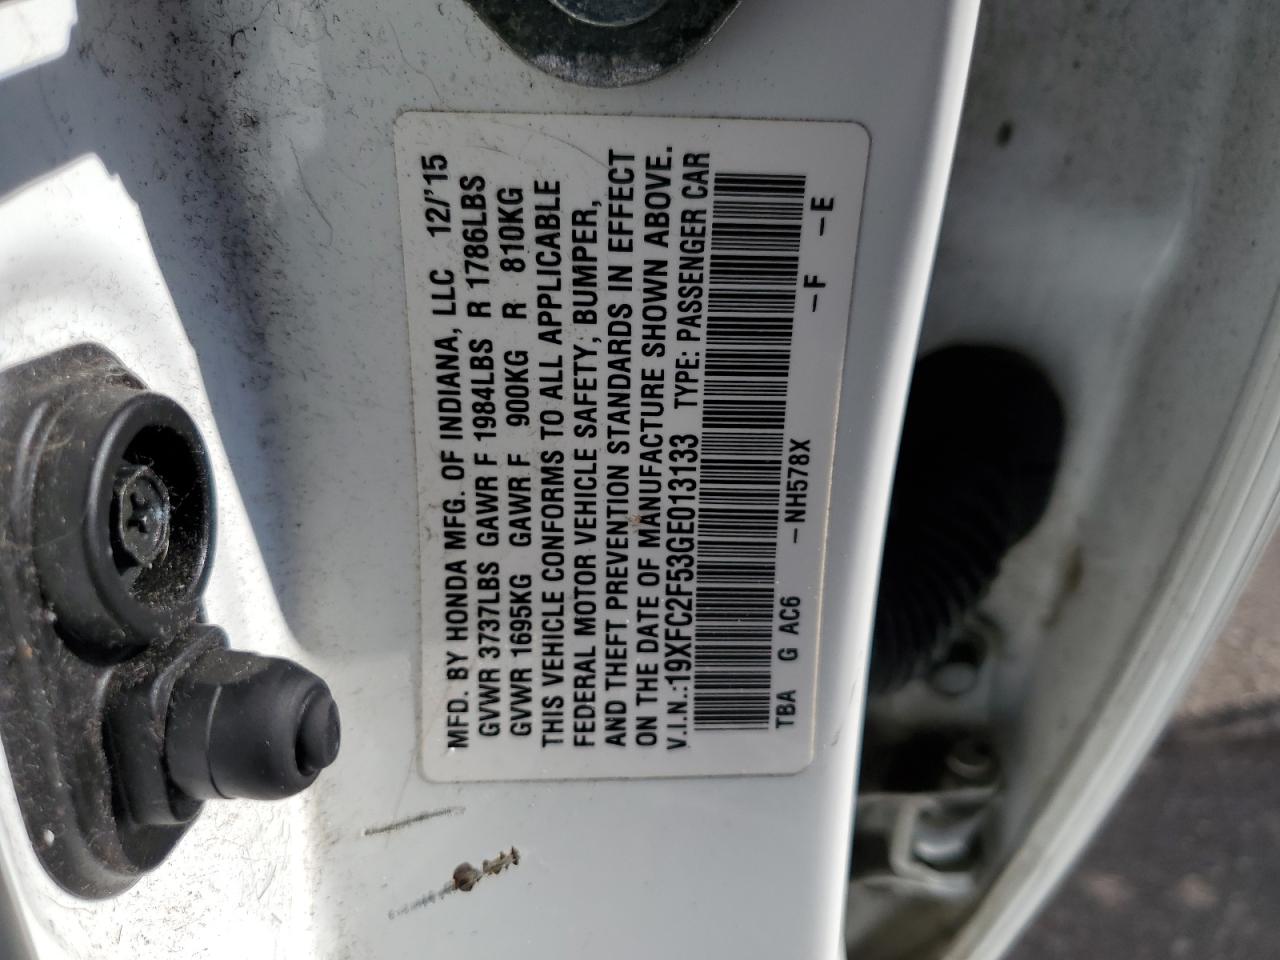 MFD. BY HONDA MFG. OF INDIANA, LLC 12/'15
GVWR 3737LBS GAWR F 1984LBS R 1786LBS
GVWR 1695KG GAWR F 900KG R 810KG
THIS VEHICLE CONFORMS TO ALL APPLICABLE
FEDERAL MOTOR VEHICLE SAFETY, BUMPER,
AND THEFT PREVENTION STANDARDS IN EFFECT
ON THE DATE OF MANUFACTURE SHOWN ABOVE.
V.I.N.:19XFC2F53GE013133 TYPE: PASSENGER CAR
TBA G AC6 –NH578X –F –E